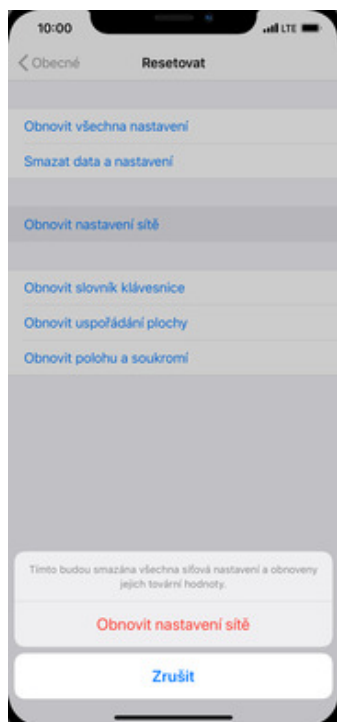 10:00
LTE
Obecné
Resetovat
Obnovit všechna nastavení
Smazat data a nastavení
Obnovit nastavení sítě
Obnovit slovník klávesnice
Obnovit uspořádání plochy
Obnovit polohu a soukromí
Tímto budou smazána všechna síťová nastavení a obnoveny
jejich tovární hodnoty.
Obnovit nastavení sítě
Zrušit